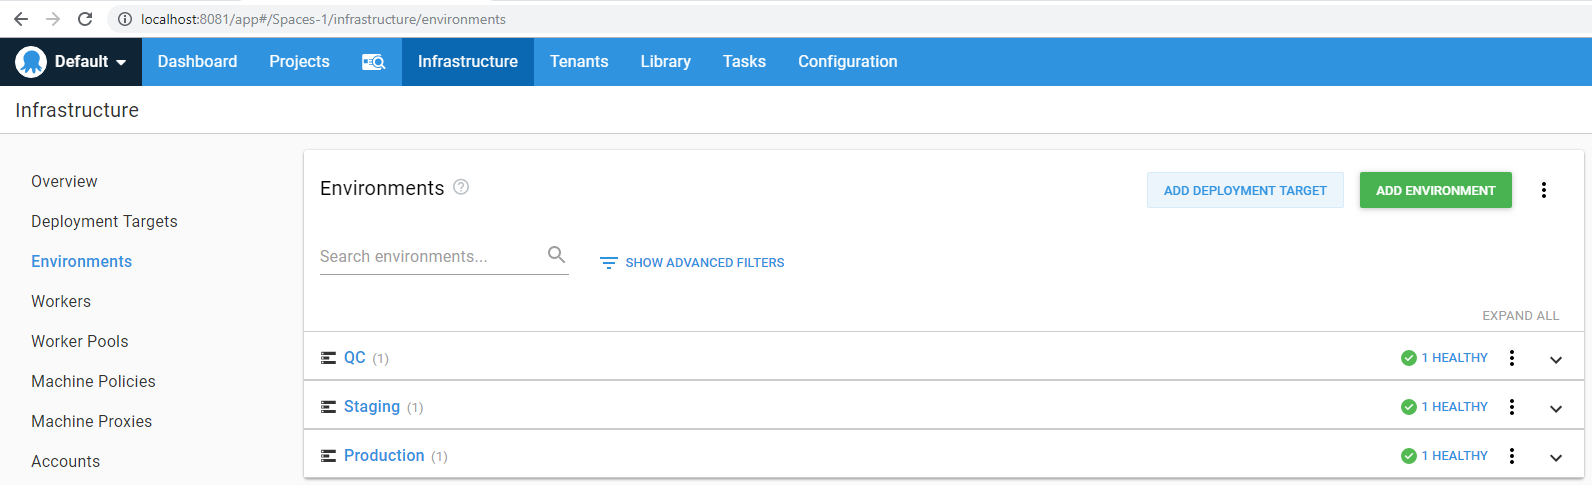 localhost:8081/app#/Spaces-1/infrastructure/environments
Default Dashboard Projects Infrastructure Tenants Library Tasks Configuration
Infrastructure
Overview
Deployment Targets
Environments
Workers
Worker Pools
Machine Policies
Machine Proxies
Accounts
Environments ?
ADD DEPLOYMENT TARGET ADD ENVIRONMENT
Search environments... SHOW ADVANCED FILTERS
EXPAND ALL
QC (1) 1 HEALTHY
Staging (1) 1 HEALTHY
Production (1) 1 HEALTHY